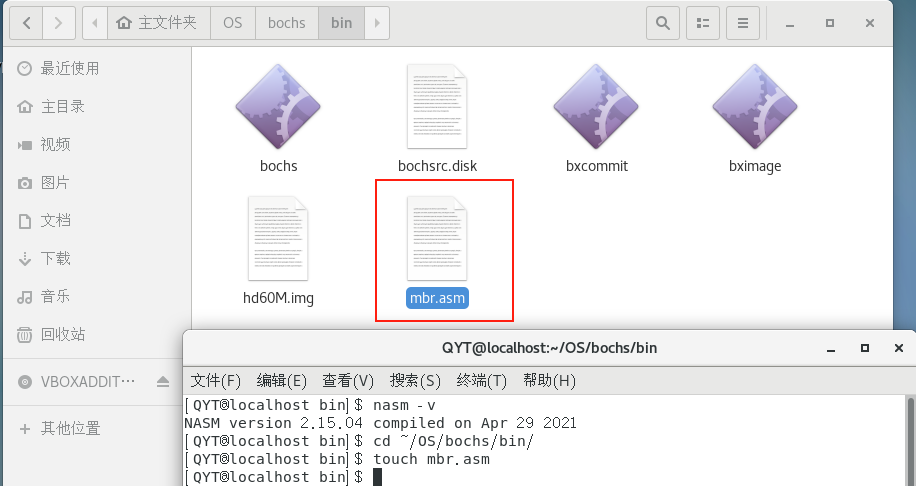 主文件夹 OS bochs bin
最近使用
主目录
视频
图片
文档
下载
音乐
回收站
VBOXADDIT…
其他位置
bochs bochsrc.disk bxcommit bximage
hd60M.img mbr.asm
QYT@localhost:~/OS/bochs/bin
文件(F) 编辑(E) 查看(V) 搜索(S) 终端(T) 帮助(H)
[QYT@localhost bin]$ nasm -v
NASM version 2.15.04 compiled on Apr 29 2021
[QYT@localhost bin]$ cd ~/OS/bochs/bin/
[QYT@localhost bin]$ touch mbr.asm
[QYT@localhost bin]$